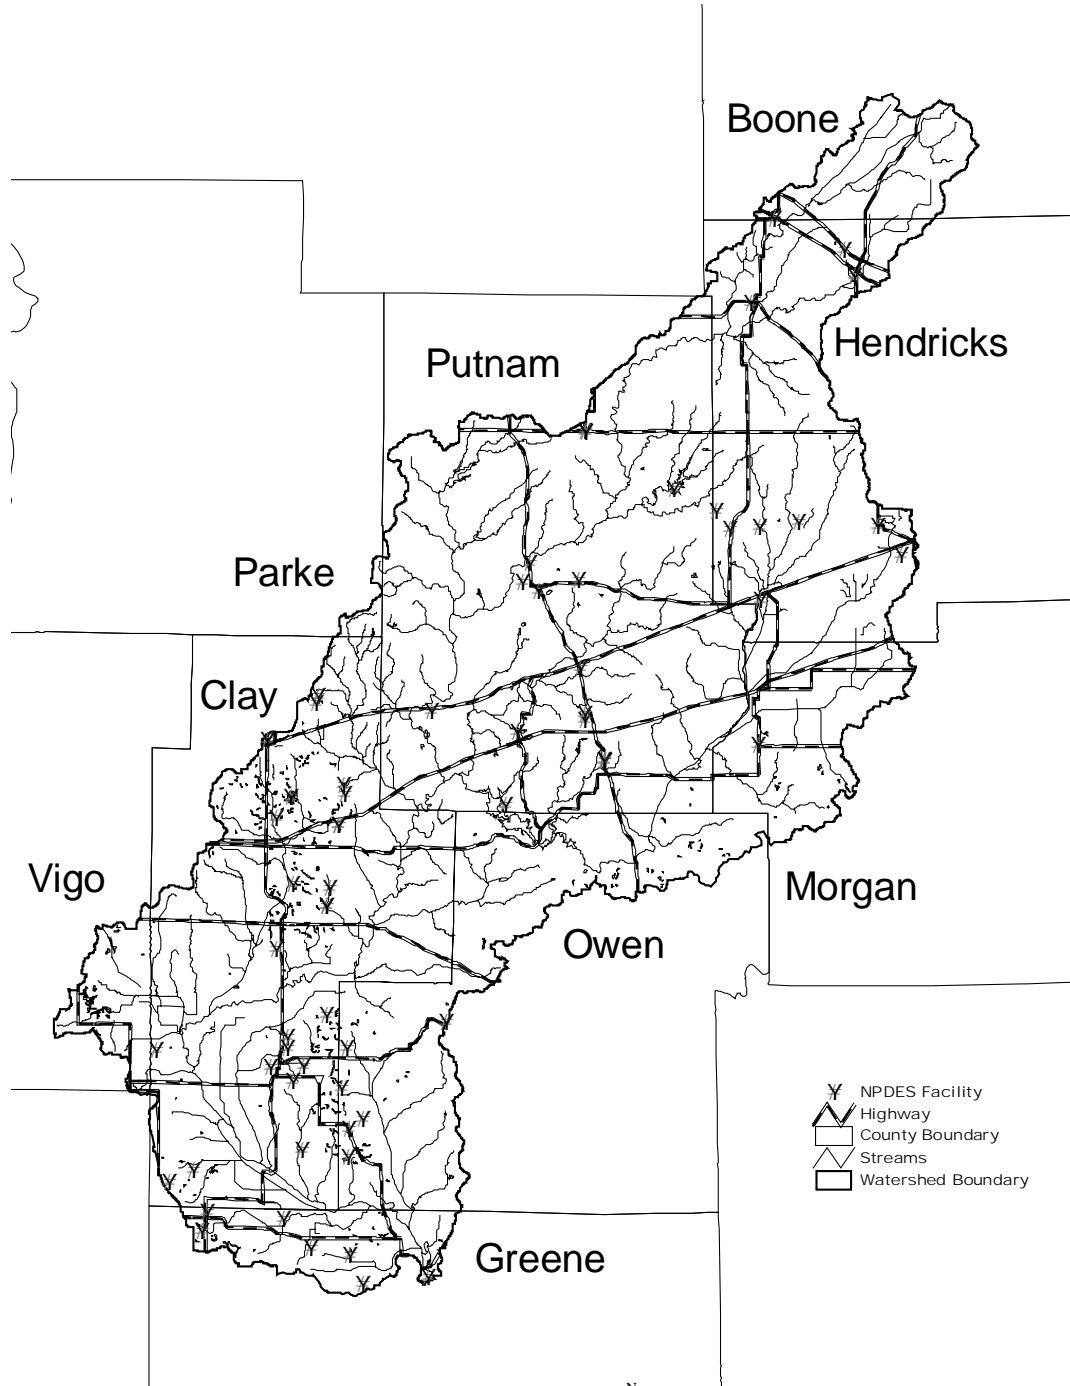 Boone
Hendricks
Putnam
Parke
Clay
Vigo
Morgan
Owen
NPDES Facility
Highway
County Boundary
Streams
Watershed Boundary
Greene
N